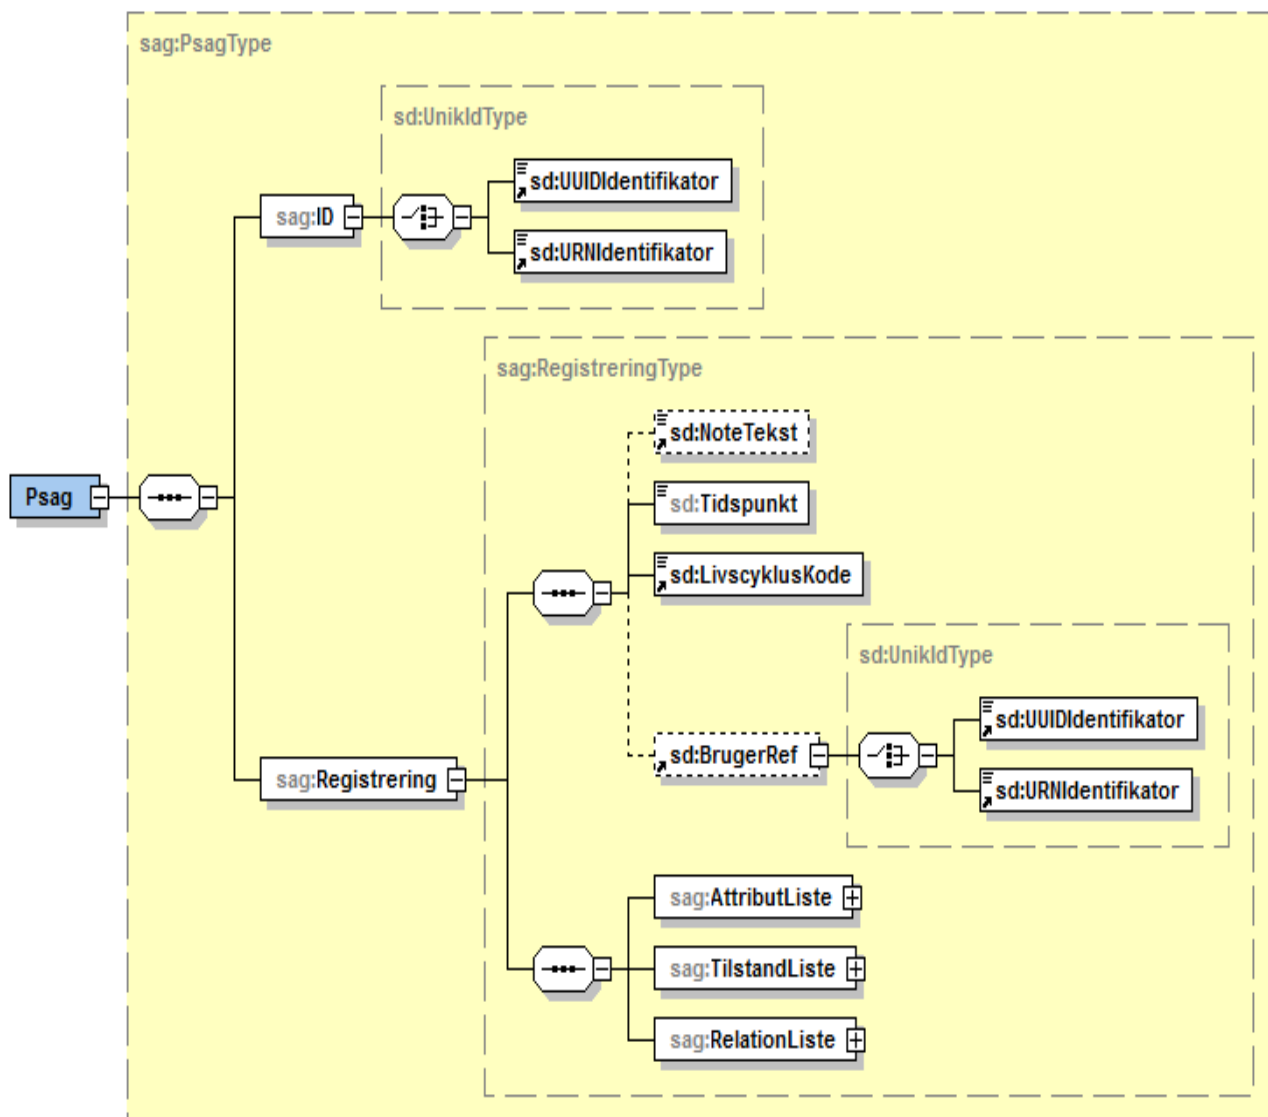 sag:PsagType
sd:UnikIdType
sd:UUIDIdentifikator
sag:ID
sd:URNIdentifikator
sag:RegistreringType
sd:NoteTekst
Psag
sd:Tidspunkt
sd:LivscyklusKode
sd:UnikIdType
sd:UUIDIdentifikator
sd:BrugerRef
sag:Registrering
sd:URNIdentifikator
sag:AttributListe
sag:TilstandListe
sag:RelationListe